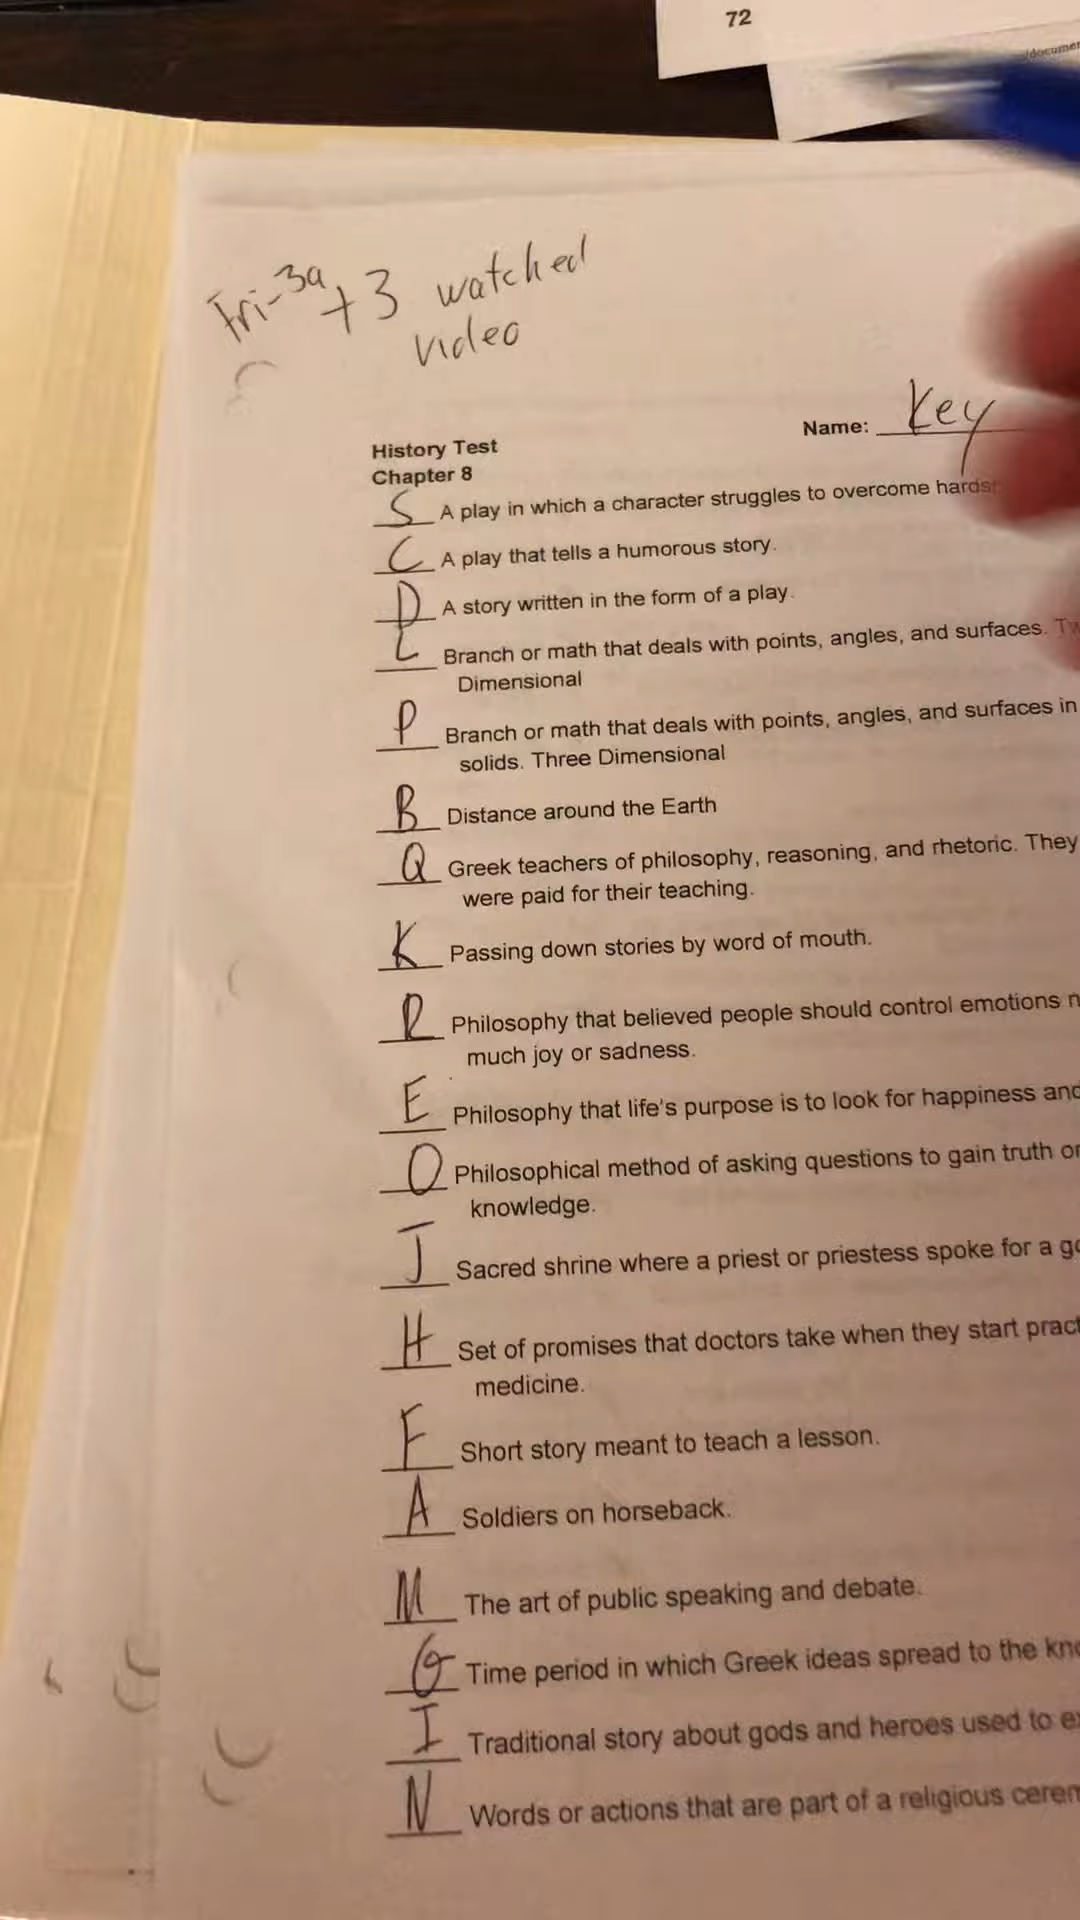 72
/documen
Fri-3a +3 watched
video
Name: Key
History Test
Chapter 8
S A play in which a character struggles to overcome hards
C A play that tells a humorous story.
D A story written in the form of a play.
L Branch or math that deals with points, angles, and surfaces. Tw
Dimensional
P Branch or math that deals with points, angles, and surfaces in
solids. Three Dimensional
B Distance around the Earth
Q Greek teachers of philosophy, reasoning, and rhetoric. They
were paid for their teaching.
K Passing down stories by word of mouth.
R Philosophy that believed people should control emotions n
much joy or sadness.
E Philosophy that life's purpose is to look for happiness and
O Philosophical method of asking questions to gain truth or
knowledge.
J Sacred shrine where a priest or priestess spoke for a go
H Set of promises that doctors take when they start pract
medicine.
F Short story meant to teach a lesson.
A Soldiers on horseback.
M The art of public speaking and debate.
G Time period in which Greek ideas spread to the kno
I Traditional story about gods and heroes used to ex
N Words or actions that are part of a religious cerem